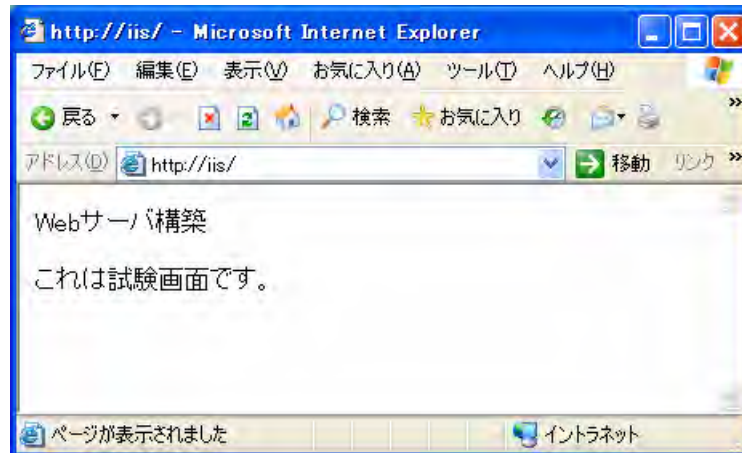 http://iis/ - Microsoft Internet Explorer
ファイル(F) 編集(E) 表示(V) お気に入り(A) ツール(T) ヘルプ(H)
戻る 検索 お気に入り »
アドレス(D) http://iis/ 移動 リンク »
Webサーバ構築
これは試験画面です。
ページが表示されました イントラネット